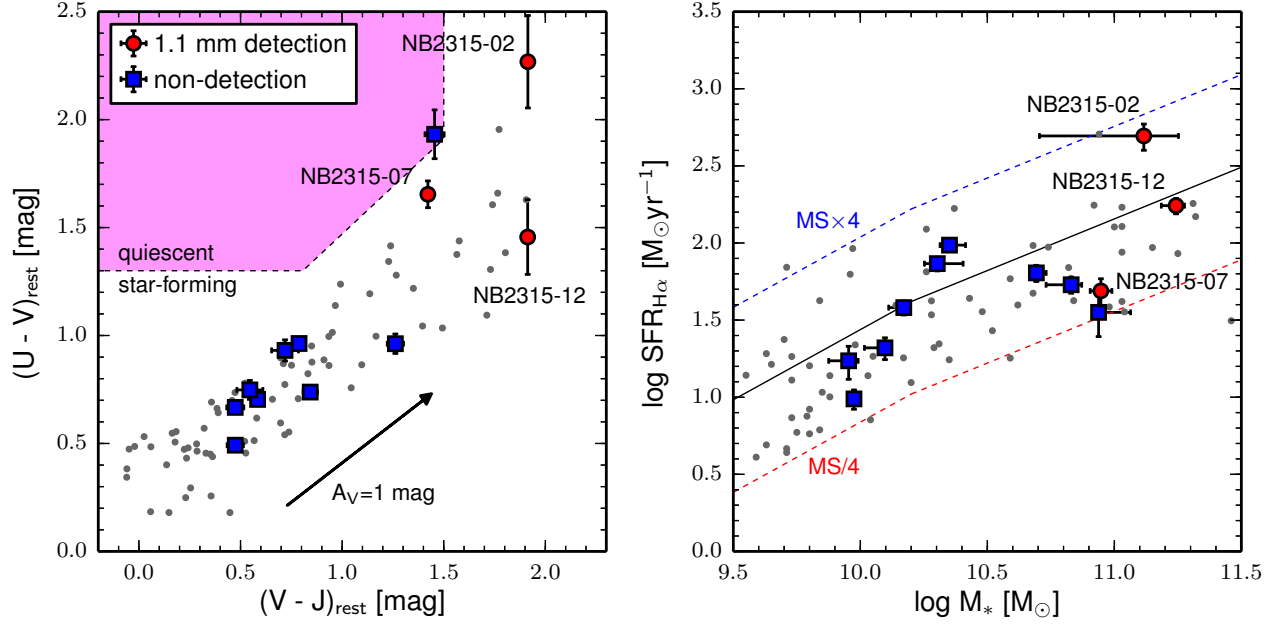 2.5
2.0
1.5
1.0
0.5
0.0
(U - V)rest [mag]
1.1 mm detection
non-detection
NB2315-02
NB2315-07
NB2315-12
quiescent
star-forming
A_V=1 mag
0.0 0.5 1.0 1.5 2.0
(V - J)rest [mag]
3.5
3.0
2.5
2.0
1.5
1.0
0.5
0.0
log SFR_Hα [M⊙yr⁻¹]
NB2315-02
NB2315-12
MS×4
NB2315-07
MS/4
9.5 10.0 10.5 11.0 11.5
log M_* [M⊙]